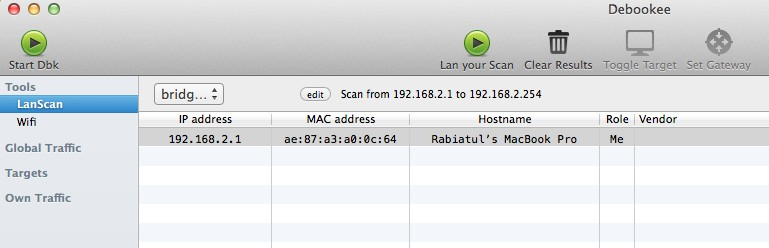 Debookee
Start Dbk
Lan your Scan
Clear Results
Toggle Target
Set Gateway
Tools
LanScan
Wifi
Global Traffic
Targets
Own Traffic
bridg...
edit
Scan from 192.168.2.1 to 192.168.2.254
IP address MAC address Hostname Role Vendor
192.168.2.1 ae:87:a3:a0:0c:64 Rabiatul's MacBook Pro Me